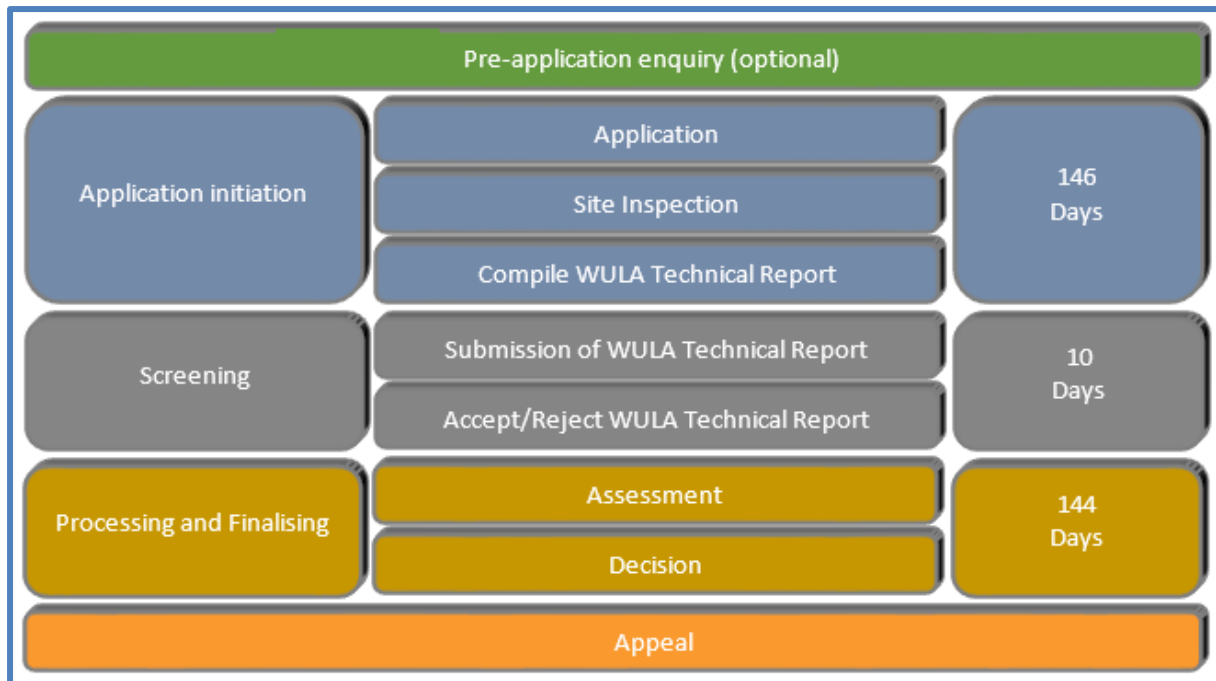 Pre-application enquiry (optional)
Application initiation
Application
Site Inspection
Compile WULA Technical Report
146
Days
Screening
Submission of WULA Technical Report
Accept/Reject WULA Technical Report
10
Days
Processing and Finalising
Assessment
Decision
144
Days
Appeal